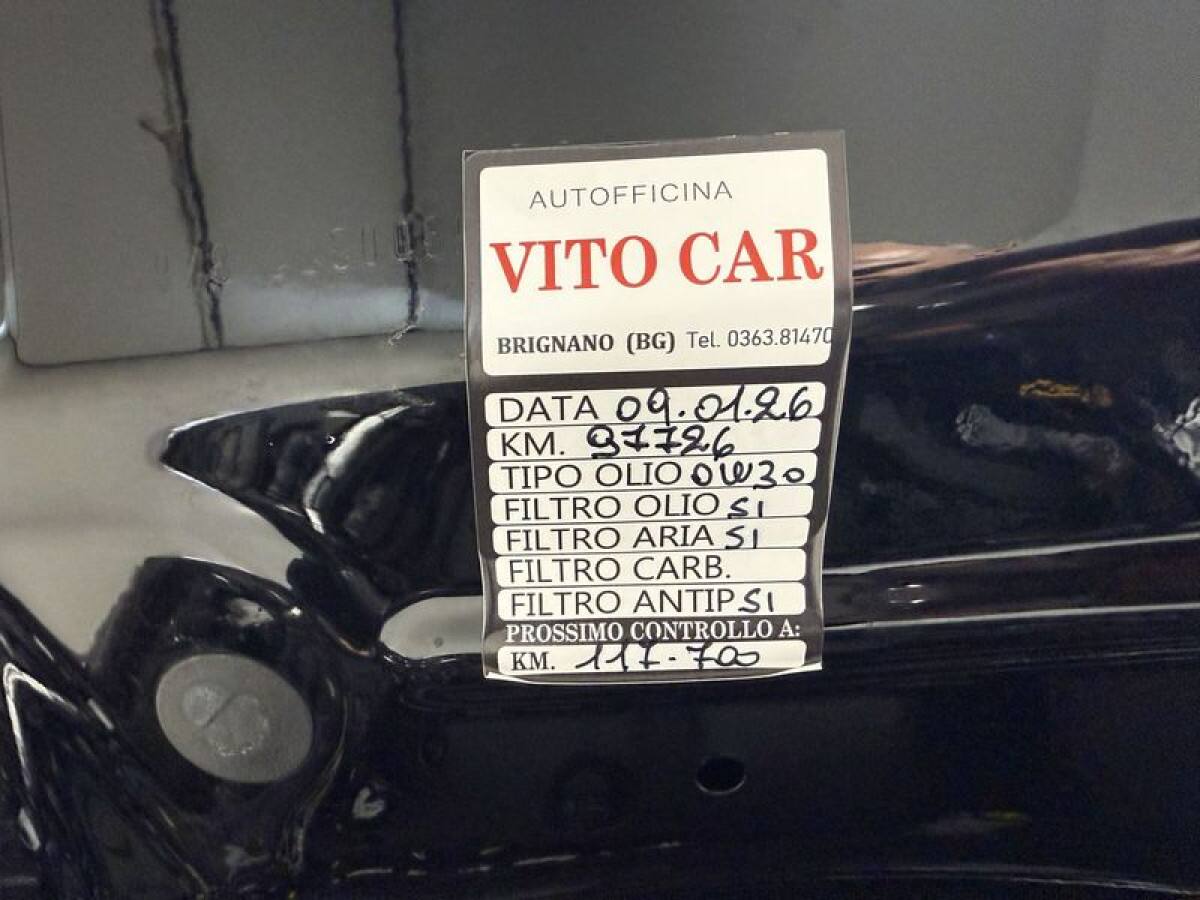 AUTOFFICINA
VITO CAR
BRIGNANO (BG) Tel. 0363.81470
DATA 09.01.26
KM. 97726
TIPO OLIO 0W30
FILTRO OLIO SI
FILTRO ARIA SI
FILTRO CARB.
FILTRO ANTIP SI
PROSSIMO CONTROLLO A:
KM. 117.700